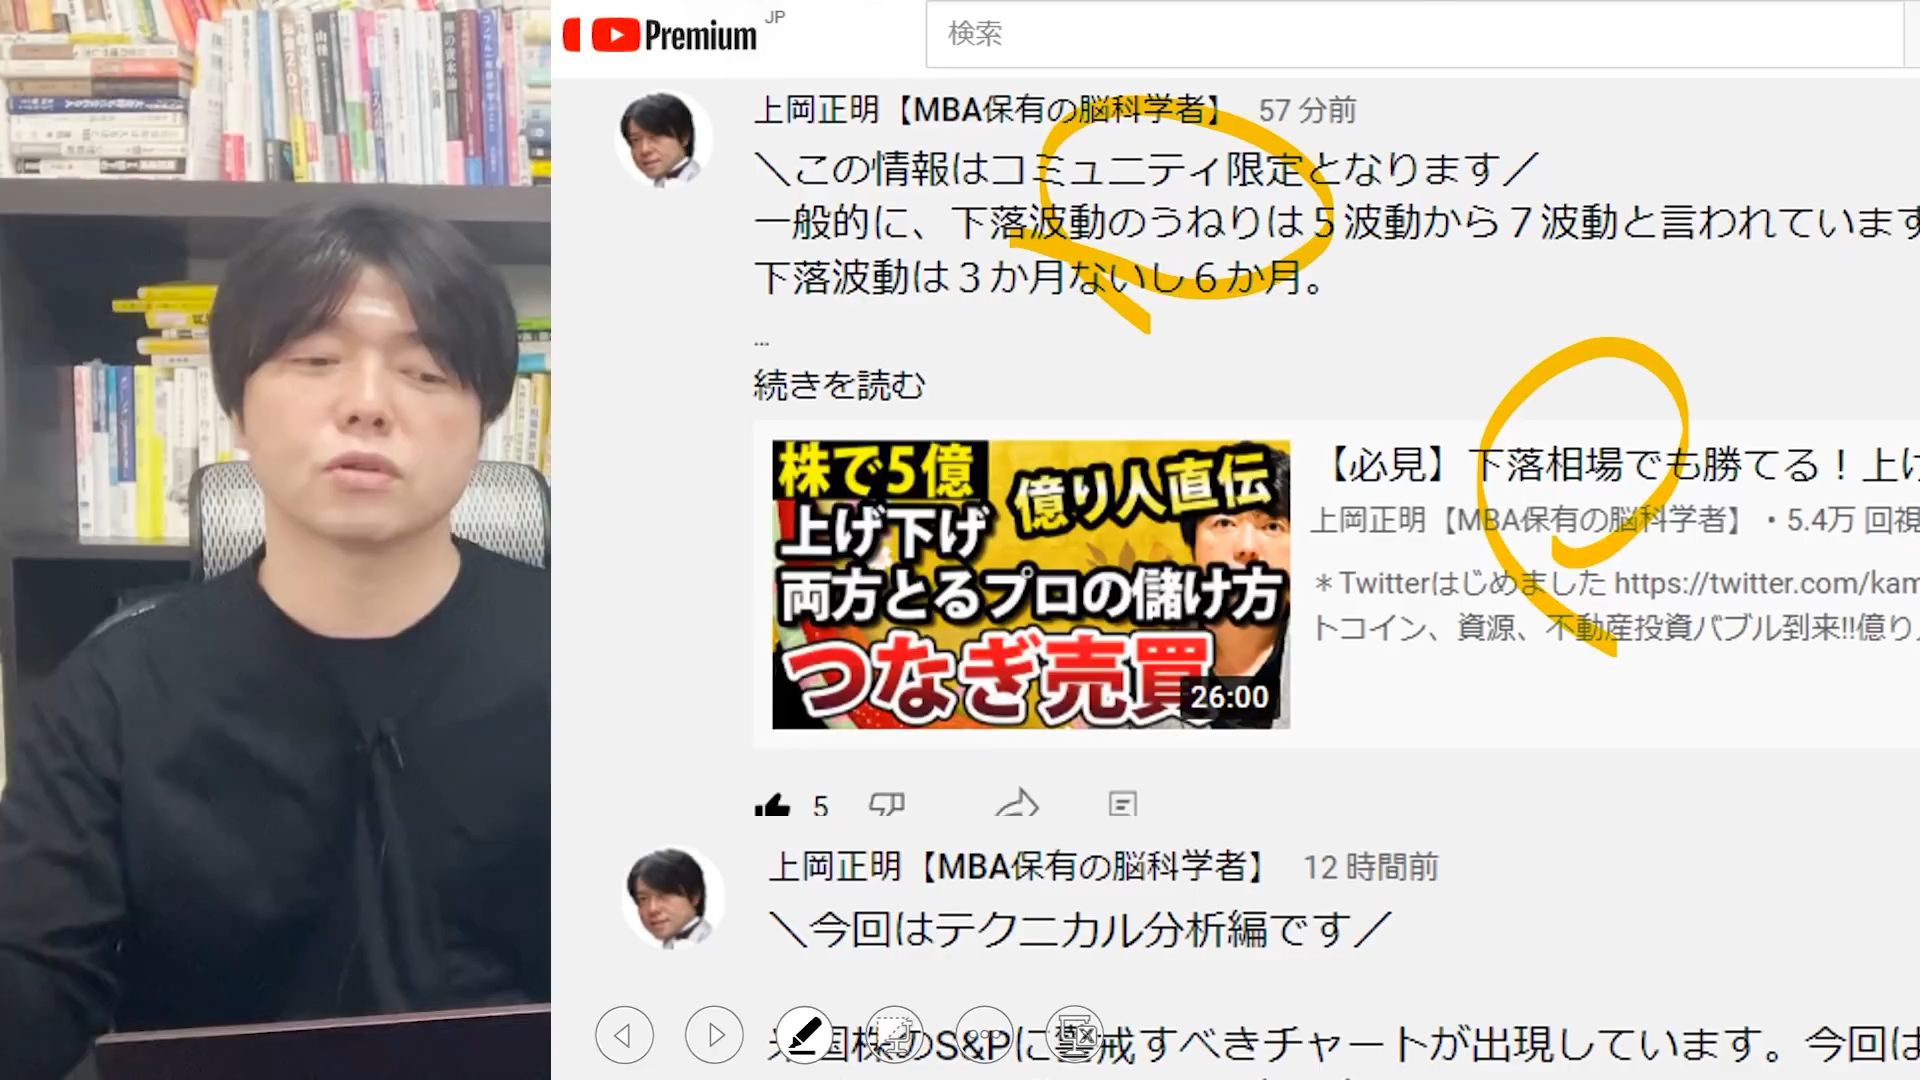 Premium JP
検索
上岡正明【MBA保有の脳科学者】 57 分前
＼この情報はコミュニティ限定となります／
一般的に、下落波動のうねりは５波動から７波動と言われています
下落波動は３か月ないし６か月。
...
続きを読む
株で5億
億り人直伝
上げ下げ
両方とるプロの儲け方
つなぎ売買
26:00
【必見】下落相場でも勝てる！上げ
上岡正明【MBA保有の脳科学者】・5.4万 回視
＊Twitterはじめました https://twitter.com/kam
トコイン、資源、不動産投資バブル到来!!億り人
5
上岡正明【MBA保有の脳科学者】 12 時間前
＼今回はテクニカル分析編です／
米国株のS&Pに警戒すべきチャートが出現しています。今回は